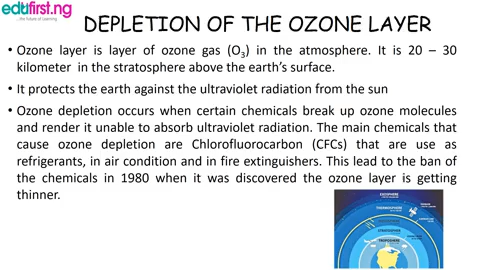 edufirst.ng
DEPLETION OF THE OZONE LAYER
• Ozone layer is layer of ozone gas (O3) in the atmosphere. It is 20 – 30
kilometer in the stratosphere above the earth's surface.
• It protects the earth against the ultraviolet radiation from the sun
• Ozone depletion occurs when certain chemicals break up ozone molecules
and render it unable to absorb ultraviolet radiation. The main chemicals that
cause ozone depletion are Chlorofluorocarbon (CFCs) that are use as
refrigerants, in air condition and in fire extinguishers. This lead to the ban of
the chemicals in 1980 when it was discovered the ozone layer is getting
thinner.
EXOSPHERE
THERMOSPHERE
MESOSPHERE
STRATOSPHERE
TROPOSPHERE